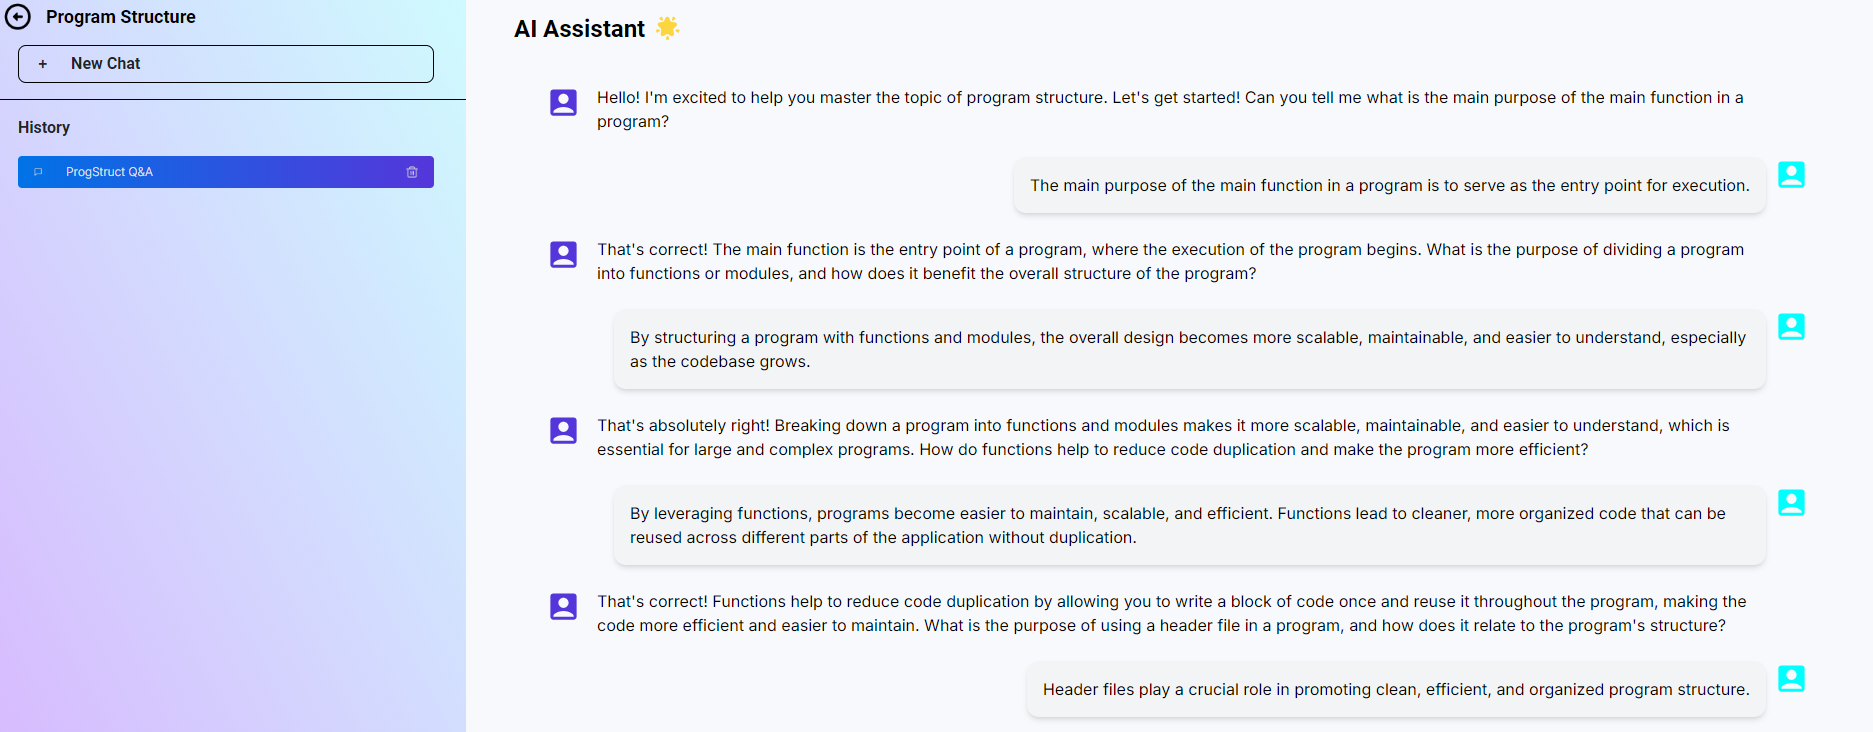 Program Structure
+ New Chat
History
ProgStruct Q&A
AI Assistant
Hello! I'm excited to help you master the topic of program structure. Let's get started! Can you tell me what is the main purpose of the main function in a
program?
The main purpose of the main function in a program is to serve as the entry point for execution.
That's correct! The main function is the entry point of a program, where the execution of the program begins. What is the purpose of dividing a program
into functions or modules, and how does it benefit the overall structure of the program?
By structuring a program with functions and modules, the overall design becomes more scalable, maintainable, and easier to understand, especially
as the codebase grows.
That's absolutely right! Breaking down a program into functions and modules makes it more scalable, maintainable, and easier to understand, which is
essential for large and complex programs. How do functions help to reduce code duplication and make the program more efficient?
By leveraging functions, programs become easier to maintain, scalable, and efficient. Functions lead to cleaner, more organized code that can be
reused across different parts of the application without duplication.
That's correct! Functions help to reduce code duplication by allowing you to write a block of code once and reuse it throughout the program, making the
code more efficient and easier to maintain. What is the purpose of using a header file in a program, and how does it relate to the program's structure?
Header files play a crucial role in promoting clean, efficient, and organized program structure.